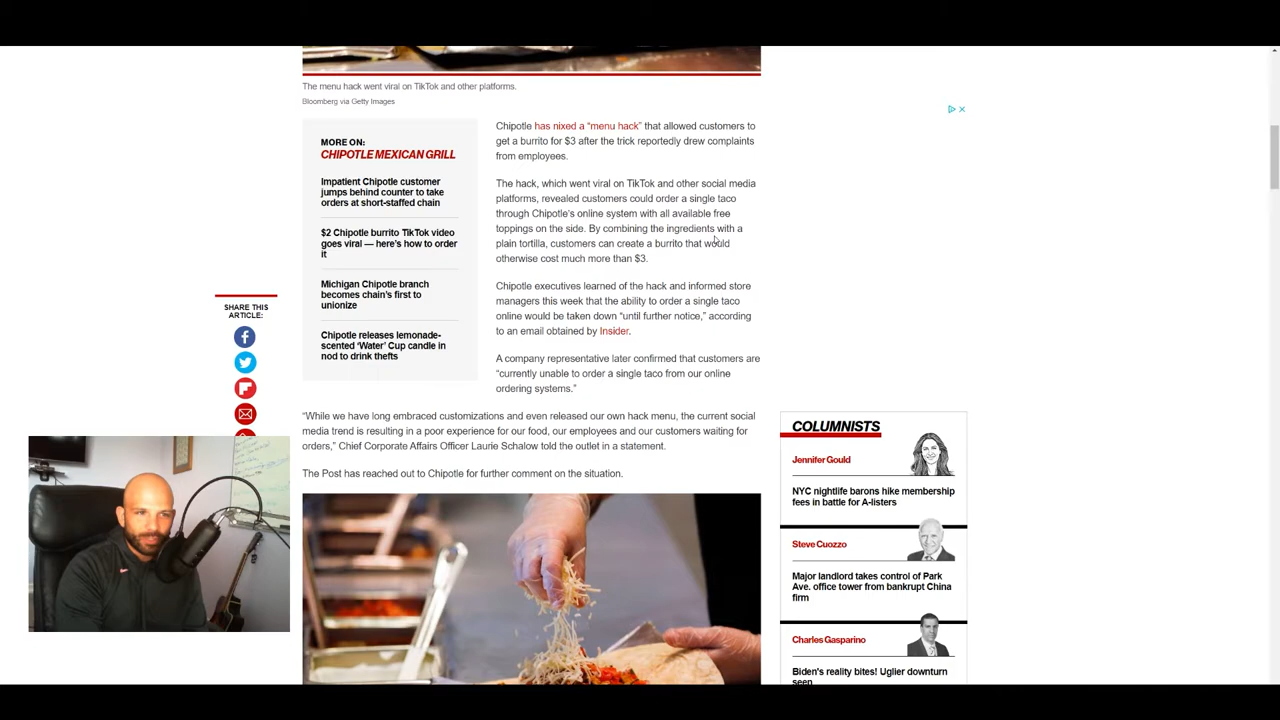 The menu hack went viral on TikTok and other platforms.
Bloomberg via Getty Images
MORE ON:
CHIPOTLE MEXICAN GRILL
Impatient Chipotle customer
jumps behind counter to take
orders at short-staffed chain
$2 Chipotle burrito TikTok video
goes viral — here's how to order
it
Michigan Chipotle branch
becomes chain's first to
unionize
Chipotle releases lemonade-
scented 'Water' Cup candle in
nod to drink thefts
Chipotle has nixed a “menu hack” that allowed customers to
get a burrito for $3 after the trick reportedly drew complaints
from employees.
The hack, which went viral on TikTok and other social media
platforms, revealed customers could order a single taco
through Chipotle's online system with all available free
toppings on the side. By combining the ingredients with a
plain tortilla, customers can create a burrito that would
otherwise cost much more than $3.
Chipotle executives learned of the hack and informed store
managers this week that the ability to order a single taco
online would be taken down “until further notice,” according
to an email obtained by Insider.
A company representative later confirmed that customers are
“currently unable to order a single taco from our online
ordering systems.”
“While we have long embraced customizations and even released our own hack menu, the current social
media trend is resulting in a poor experience for our food, our employees and our customers waiting for
orders,” Chief Corporate Affairs Officer Laurie Schalow told the outlet in a statement.
The Post has reached out to Chipotle for further comment on the situation.
SHARE THIS
ARTICLE:
COLUMNISTS
Jennifer Gould
NYC nightlife barons hike membership
fees in battle for A-listers
Steve Cuozzo
Major landlord takes control of Park
Ave. office tower from bankrupt China
firm
Charles Gasparino
Biden's reality bites! Uglier downturn
seen